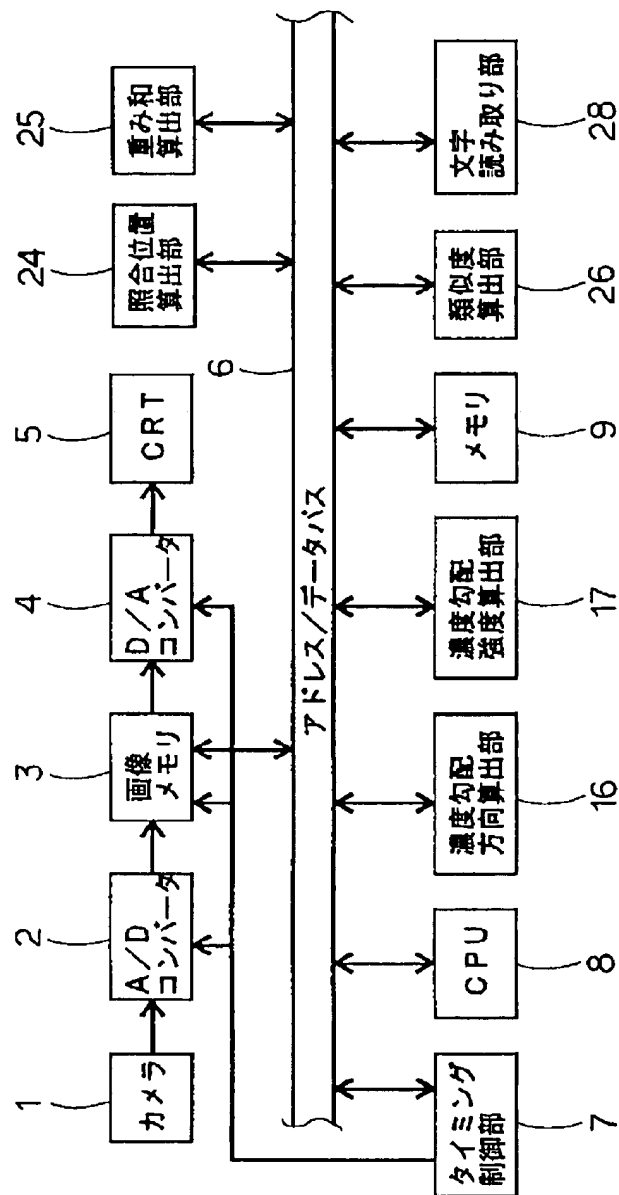 1
カメラ
2
A/D
コンバータ
3
画像
メモリ
4
D/A
コンバータ
5
CRT
24
照合位置
算出部
25
重み和
算出部
6
アドレス/データバス
タイミング
制御部
7
CPU
8
濃度勾配
方向算出部
16
濃度勾配
強度算出部
17
メモリ
9
類似度
算出部
26
文字
読み取り部
28